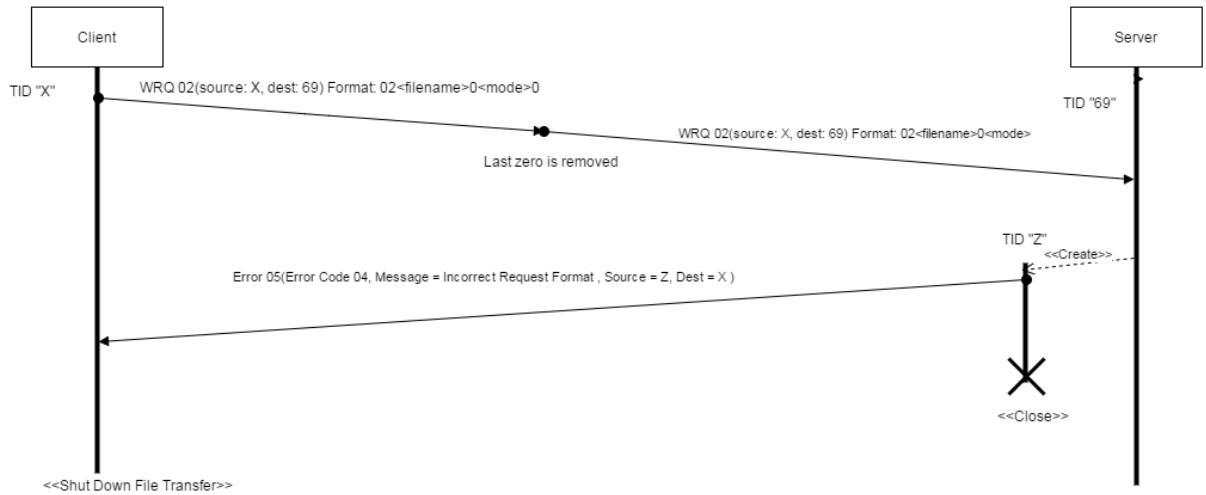 Client
Server
TID "X"
WRQ 02(source: X, dest: 69) Format: 02<filename>0<mode>0
TID "69"
WRQ 02(source: X, dest: 69) Format: 02<filename>0<mode>
Last zero is removed
TID "Z"
<<Create>>
Error 05(Error Code 04, Message = Incorrect Request Format , Source = Z, Dest = X )
<<Close>>
<<Shut Down File Transfer>>